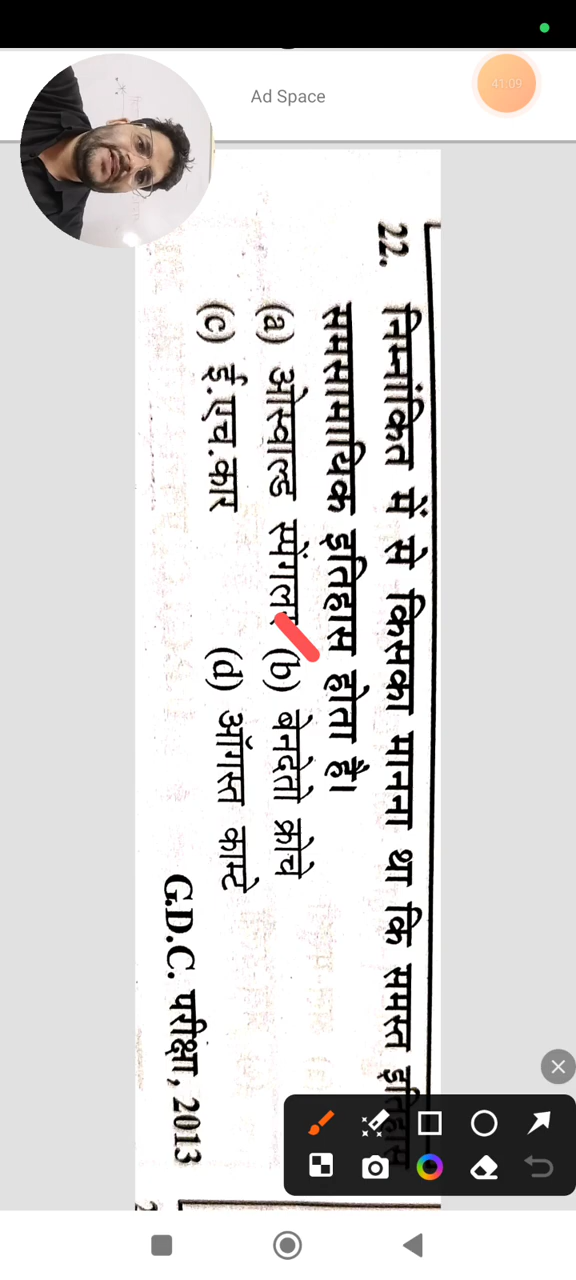 41:09
Ad Space
22. निम्नांकित में से किसका मानना था कि समस्त इतिहास
समसामायिक इतिहास होता है।
(a) ओस्वाल्ड स्पेंगलर (b) बेनदेतो क्रोचे
(c) ई.एच.कार (d) ऑगस्त काम्टे
G.D.C. परीक्षा, 2013